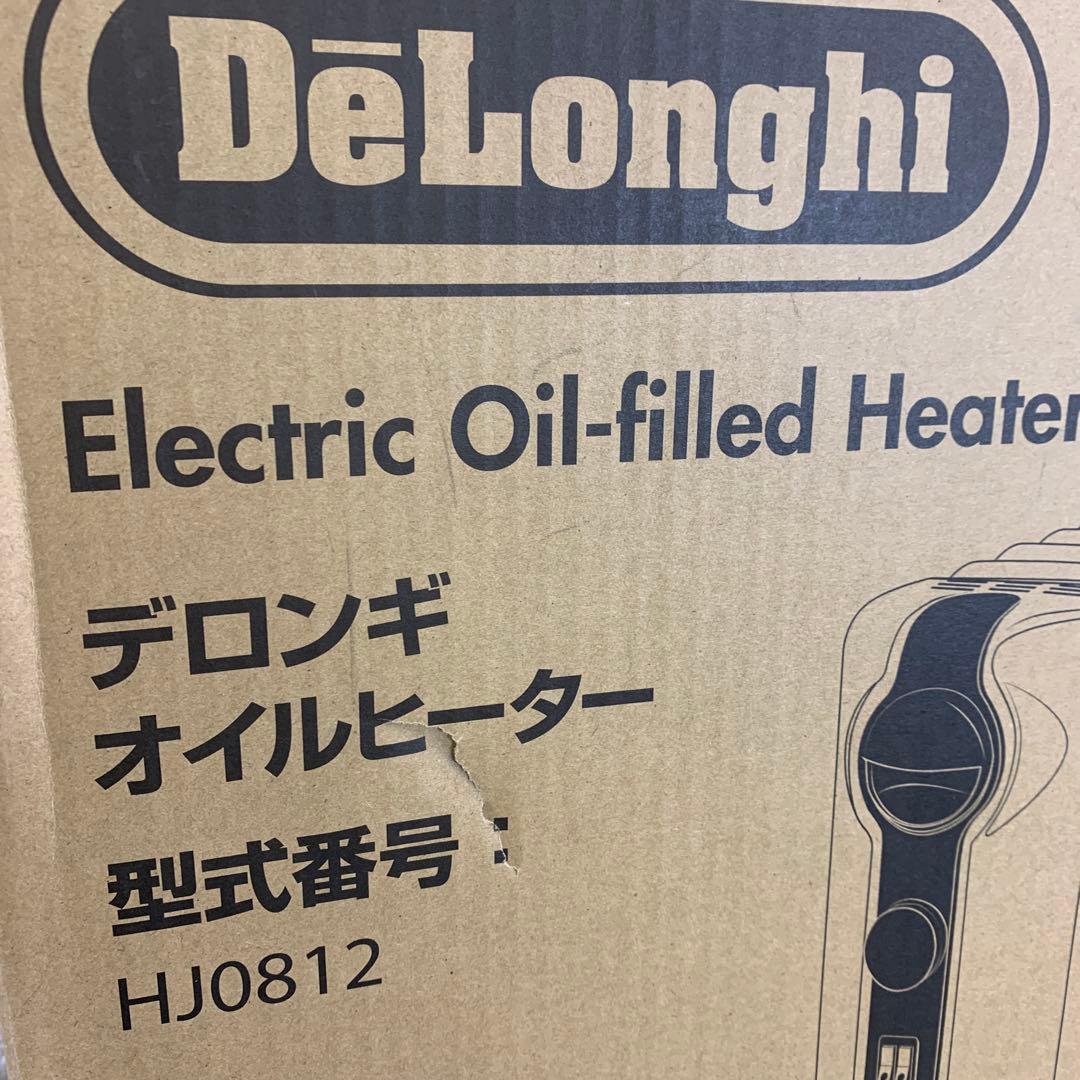 DēLonghi
Electric Oil-filled Heater
デロンギ
オイルヒーター
型式番号：
HJ0812